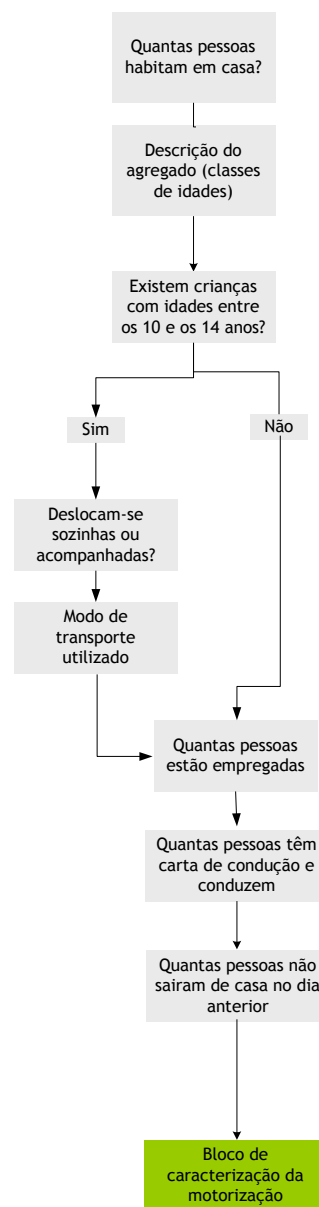 Quantas pessoas
habitam em casa?
Descrição do
agregado (classes
de idades)
Existem crianças
com idades entre
os 10 e os 14 anos?
Sim
Não
Deslocam-se
sozinhas ou
acompanhadas?
Modo de
transporte
utilizado
Quantas pessoas
estão empregadas
Quantas pessoas têm
carta de condução e
conduzem
Quantas pessoas não
sairam de casa no dia
anterior
Bloco de
caracterização da
motorização